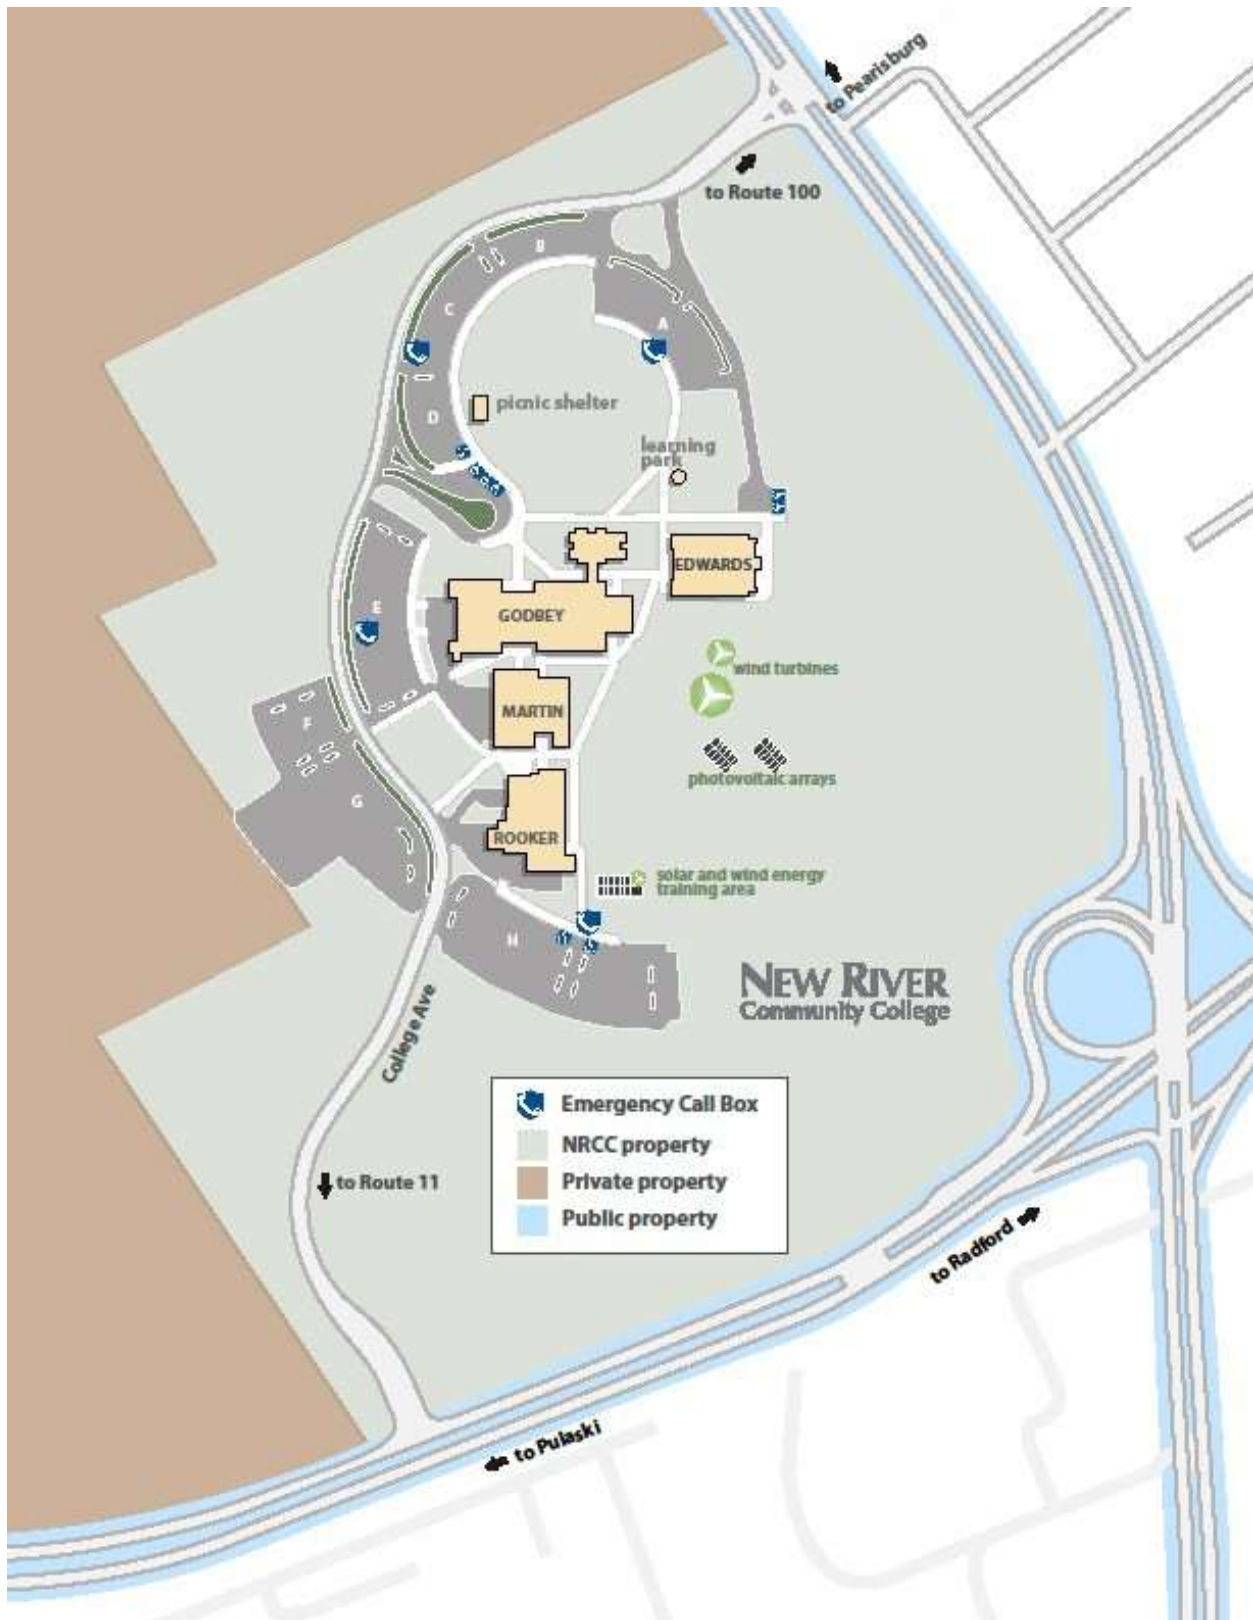 to Pearisburg
to Route 100
B
C
A
picnic shelter
D
learning
park
EDWARDS
E
GODBEY
wind turbines
MARTIN
F
photovoltaic arrays
G
ROOKER
solar and wind energy
training area
H
NEW RIVER
Community College
College Ave
Emergency Call Box
NRCC property
to Route 11
Private property
Public property
to Radford
to Pulaski